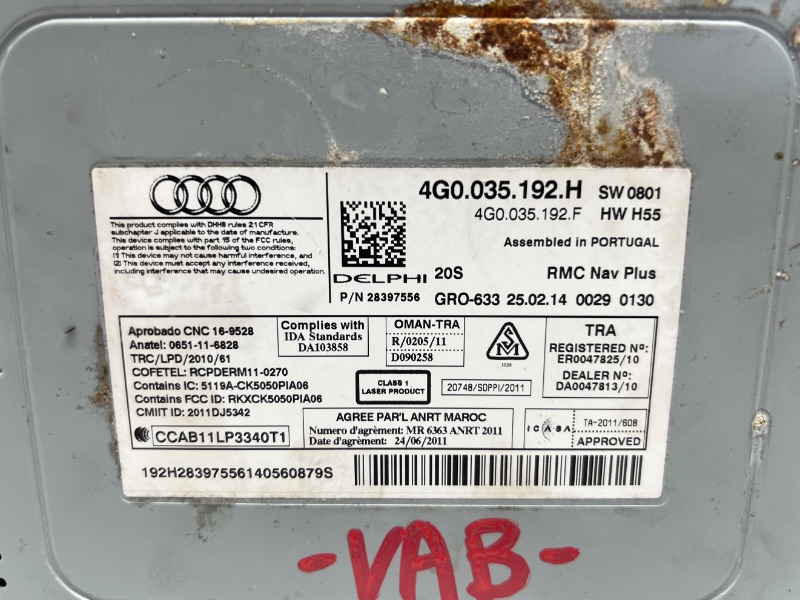 4G0.035.192.H SW 0801
4G0.035.192.F HW H55
Assembled in PORTUGAL
This product complies with DHHS rules 21 CFR
subchapter J applicable to the date of manufacture.
This device complies with part 15 of the FCC rules,
operation is subject to the following two conditions:
(1) This device may not cause harmful interference, and
(2) This device must accept any interference received,
including interference that may cause undesired operation.
DELPHI 20S RMC Nav Plus
P/N 28397556 GRO-633 25.02.14 0029 0130
Aprobado CNC 16-9528
Anatel: 0651-11-6828
TRC/LPD/2010/61
COFETEL: RCPDERM11-0270
Contains IC: 5119A-CK5050PIA06
Contains FCC ID: RKXCK5050PIA06
CMIIT ID: 2011DJ5342
CCAB11LP3340T1
Complies with
IDA Standards
DA103858
OMAN-TRA
R/0205/11
D090258
CLASS 1
LASER PRODUCT
20748/SDPPI/2011
TRA
REGISTERED No:
ER0047825/10
DEALER No:
DA0047813/10
AGREE PAR'L ANRT MAROC
Numero d'agrèment: MR 6363 ANRT 2011
Date d'agrèment: 24/06/2011
ICASA
TA-2011/608
APPROVED
192H28397556140560879S
-VAB-